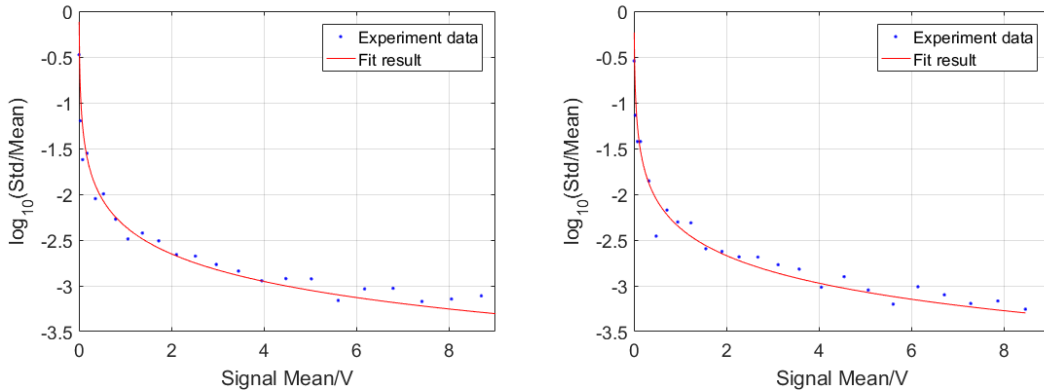 0
-0.5
-1
-1.5
-2
-2.5
-3
-3.5
log10(Std/Mean)
0 2 4 6 8
Signal Mean/V
Experiment data
Fit result
0
-0.5
-1
-1.5
-2
-2.5
-3
-3.5
log10(Std/Mean)
0 2 4 6 8
Signal Mean/V
Experiment data
Fit result